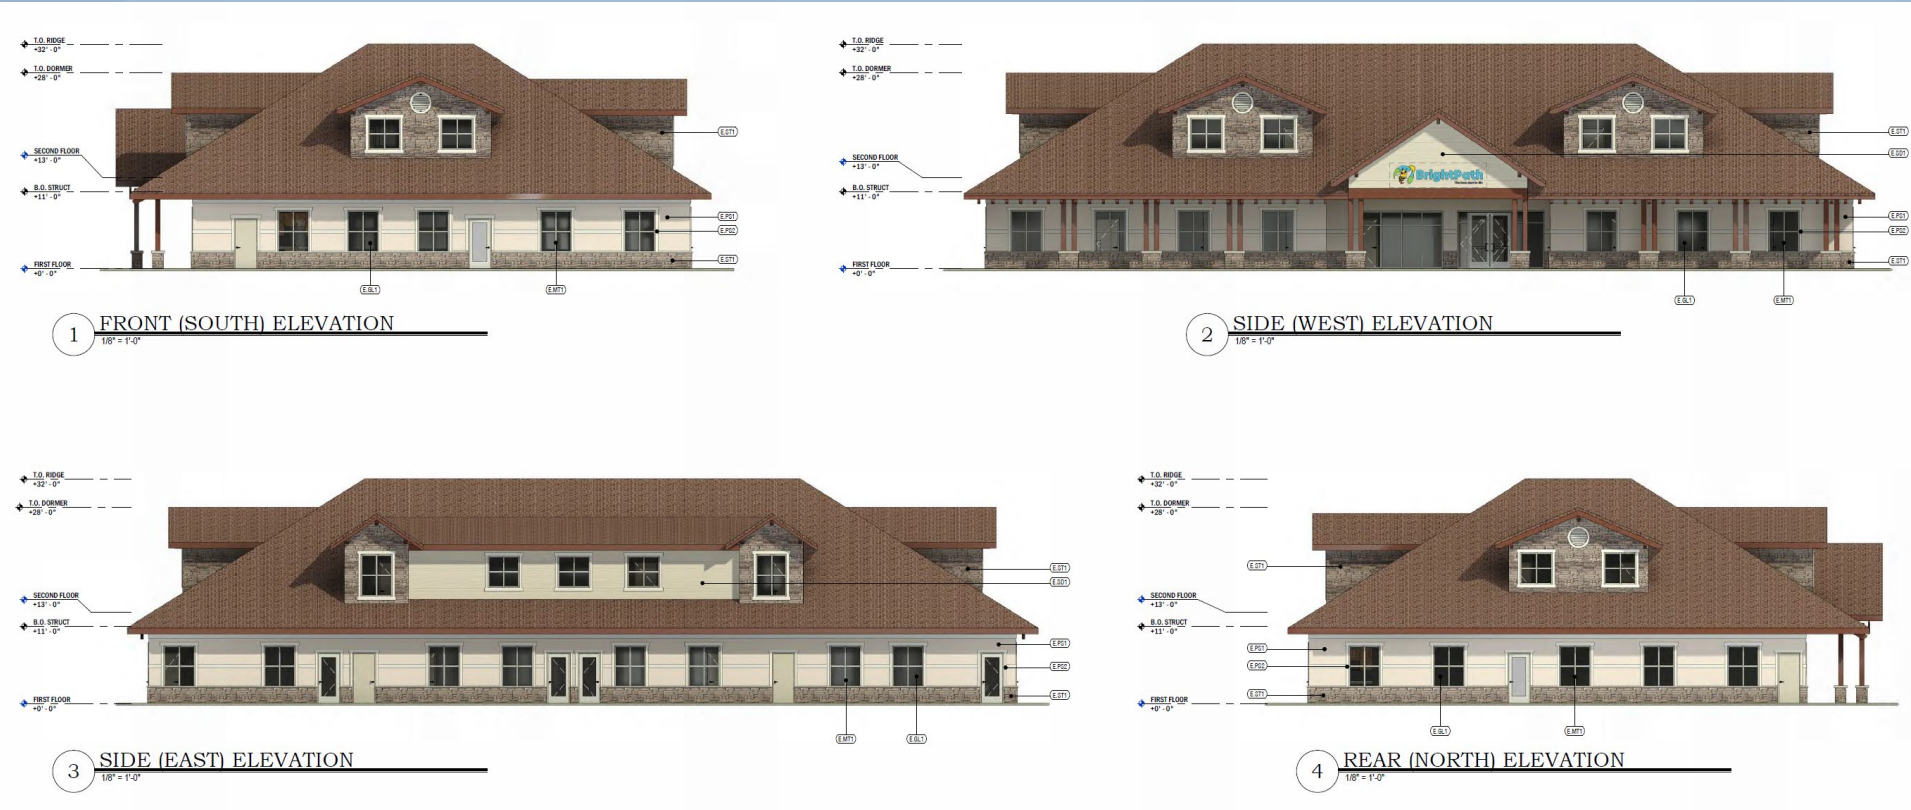 T.O. RIDGE
+32' - 0"
T.O. DORMER
+28' - 0"
SECOND FLOOR
+13' - 0"
B.O. STRUCT
+11' - 0"
FIRST FLOOR
+0' - 0"
E.ST1
E.PS1
E.PS2
E.ST1
E.GL1
E.MT1
1
FRONT (SOUTH) ELEVATION
1/8" = 1'-0"
T.O. RIDGE
+32' - 0"
T.O. DORMER
+28' - 0"
SECOND FLOOR
+13' - 0"
B.O. STRUCT
+11' - 0"
FIRST FLOOR
+0' - 0"
BrightPath
E.ST1
E.SD1
E.PS1
E.PS2
E.ST1
E.GL1
E.MT1
2
SIDE (WEST) ELEVATION
1/8" = 1'-0"
T.O. RIDGE
+32' - 0"
T.O. DORMER
+28' - 0"
SECOND FLOOR
+13' - 0"
B.O. STRUCT
+11' - 0"
FIRST FLOOR
+0' - 0"
E.ST1
E.SD1
E.PS1
E.PS2
E.ST1
E.MT1
E.GL1
3
SIDE (EAST) ELEVATION
1/8" = 1'-0"
T.O. RIDGE
+32' - 0"
T.O. DORMER
+28' - 0"
SECOND FLOOR
+13' - 0"
B.O. STRUCT
+11' - 0"
FIRST FLOOR
+0' - 0"
E.ST1
E.PS1
E.PS2
E.ST1
E.GL1
E.MT1
4
REAR (NORTH) ELEVATION
1/8" = 1'-0"